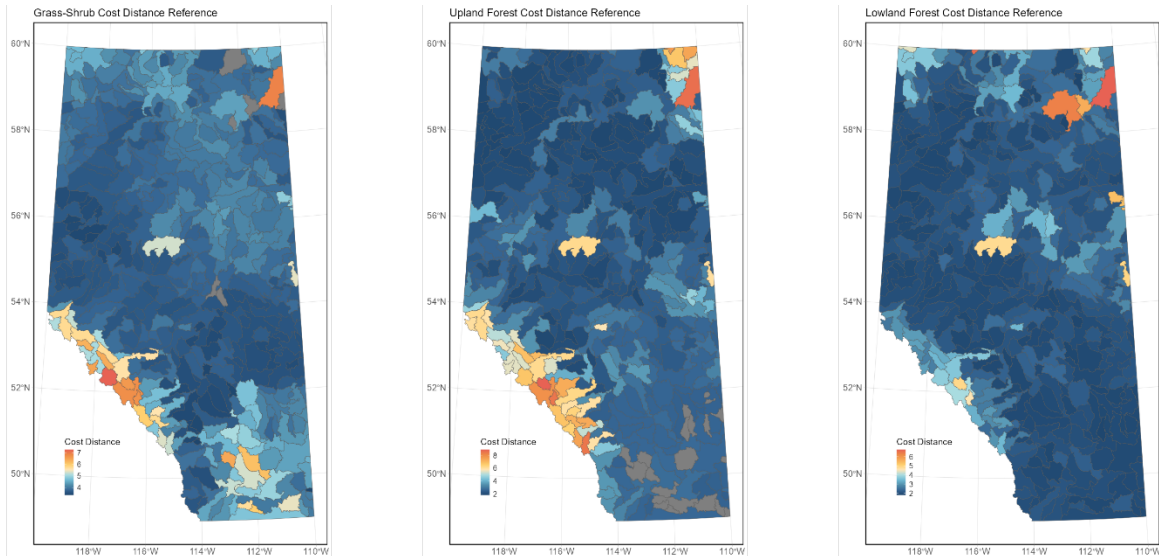 Grass-Shrub Cost Distance Reference
60°N
58°N
56°N
54°N
52°N
50°N
Cost Distance
7
6
5
4
118°W 116°W 114°W 112°W 110°W
Upland Forest Cost Distance Reference
60°N
58°N
56°N
54°N
52°N
50°N
Cost Distance
8
6
4
2
118°W 116°W 114°W 112°W 110°W
Lowland Forest Cost Distance Reference
60°N
58°N
56°N
54°N
52°N
50°N
Cost Distance
6
5
4
3
2
118°W 116°W 114°W 112°W 110°W